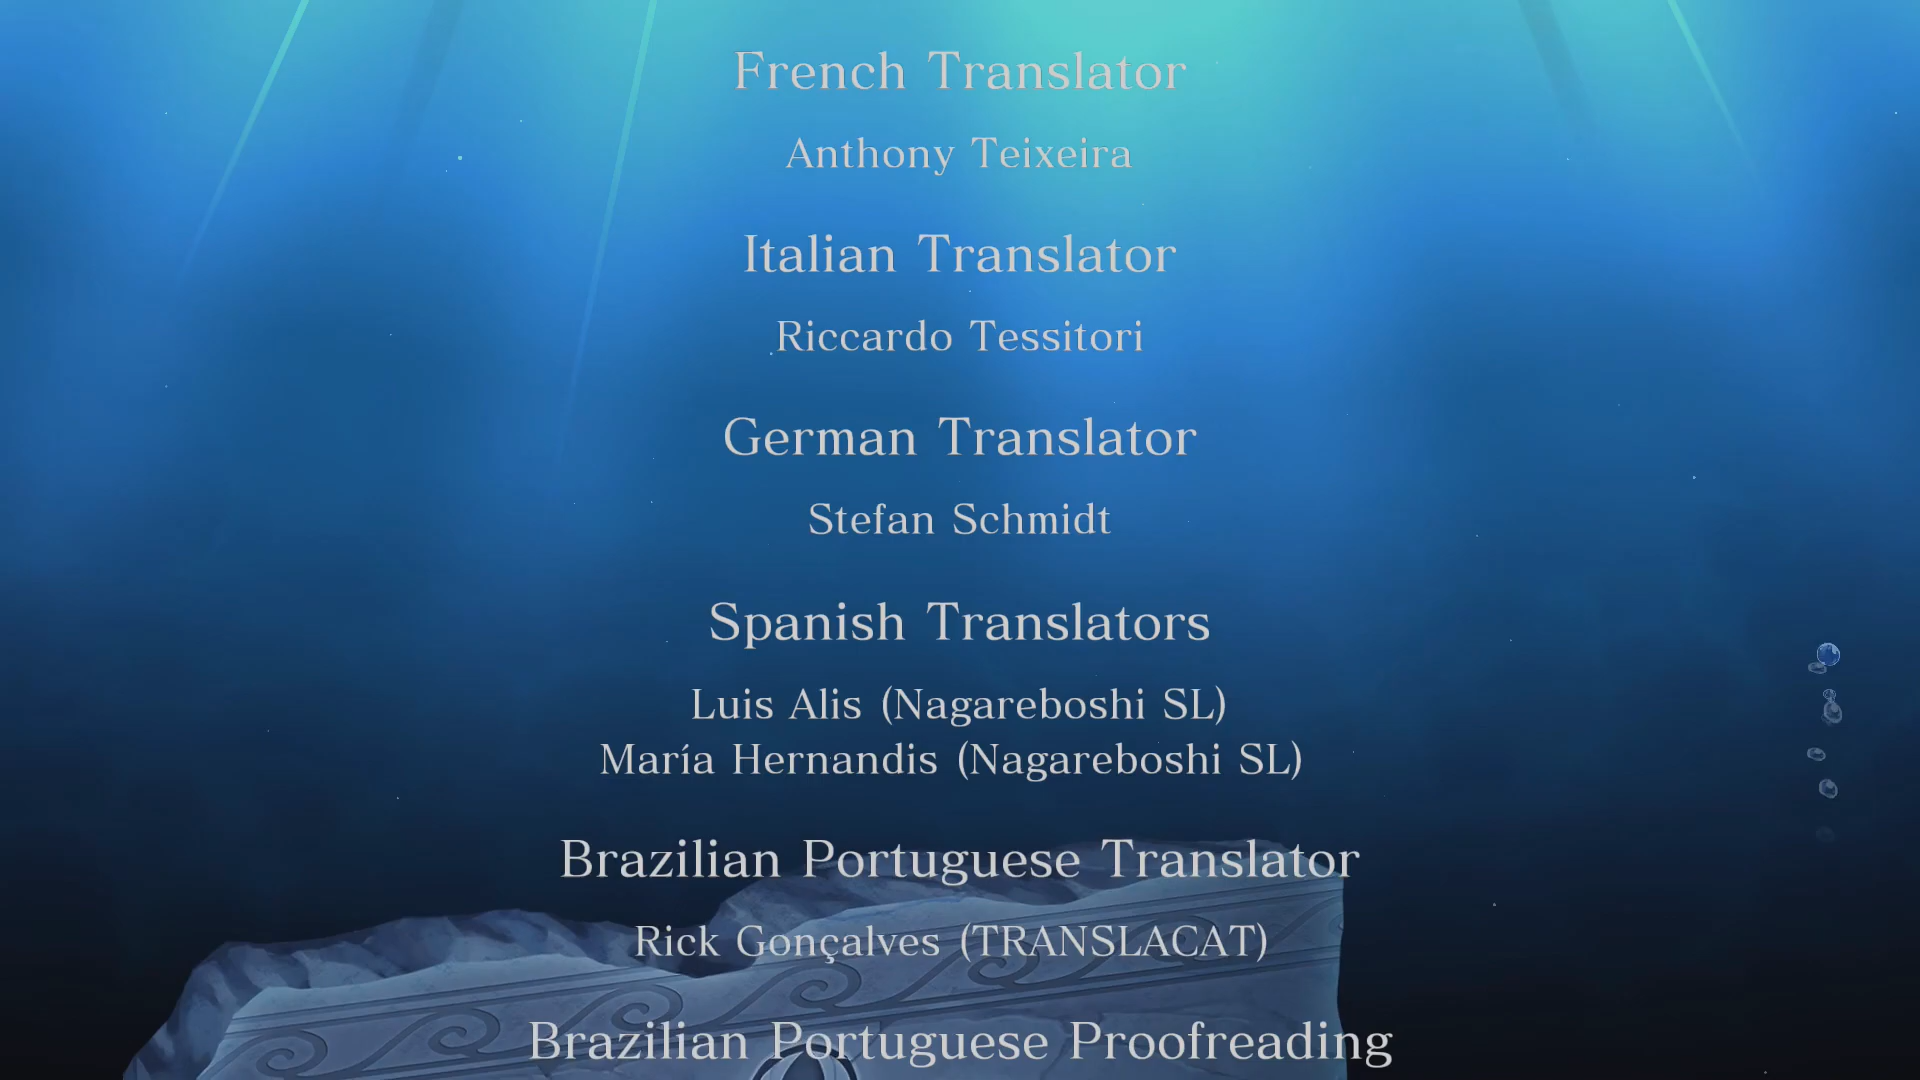 French Translator
Anthony Teixeira
Italian Translator
Riccardo Tessitori
German Translator
Stefan Schmidt
Spanish Translators
Luis Alis (Nagareboshi SL)
María Hernandis (Nagareboshi SL)
Brazilian Portuguese Translator
Rick Gonçalves (TRANSLACAT)
Brazilian Portuguese Proofreading